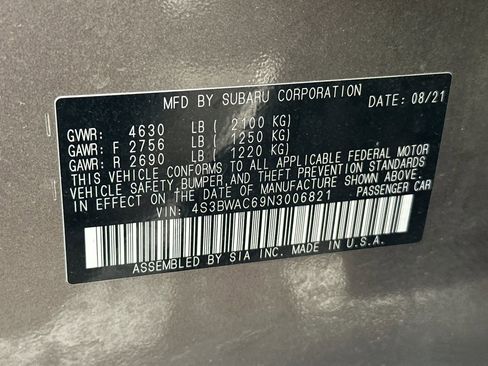 MFD BY SUBARU CORPORATION DATE: 08/21
GVWR: 4630 LB ( 2100 KG)
GAWR: F 2756 LB ( 1250 KG)
GAWR: R 2690 LB ( 1220 KG)
THIS VEHICLE CONFORMS TO ALL APPLICABLE FEDERAL MOTOR
VEHICLE SAFETY, BUMPER, AND THEFT PREVENTION STANDARDS
IN EFFECT ON THE DATE OF MANUFACTURE SHOWN ABOVE.
VIN: 4S3BWAC69N3006821 PASSENGER CAR
ASSEMBLED BY SIA INC. MADE IN U.S.A.